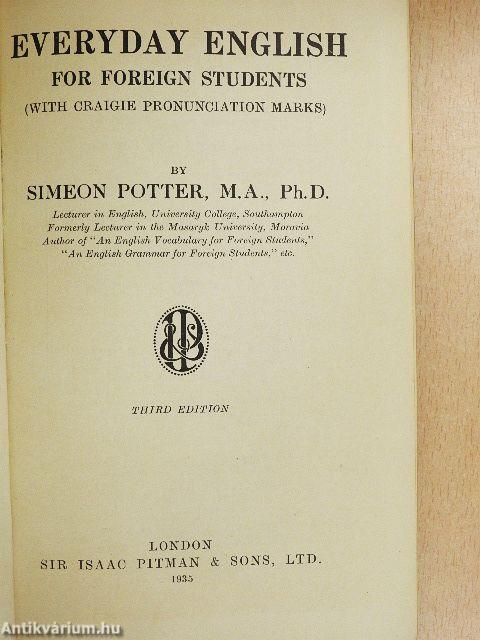 EVERYDAY ENGLISH
FOR FOREIGN STUDENTS
(WITH CRAIGIE PRONUNCIATION MARKS)
BY
SIMEON POTTER, M.A., Ph.D.
Lecturer in English, University College, Southampton
Formerly Lecturer in the Masaryk University, Moravia
Author of "An English Vocabulary for Foreign Students,"
"An English Grammar for Foreign Students," etc.
THIRD EDITION
LONDON
SIR ISAAC PITMAN & SONS, LTD.
1935
Antikvárium.hu